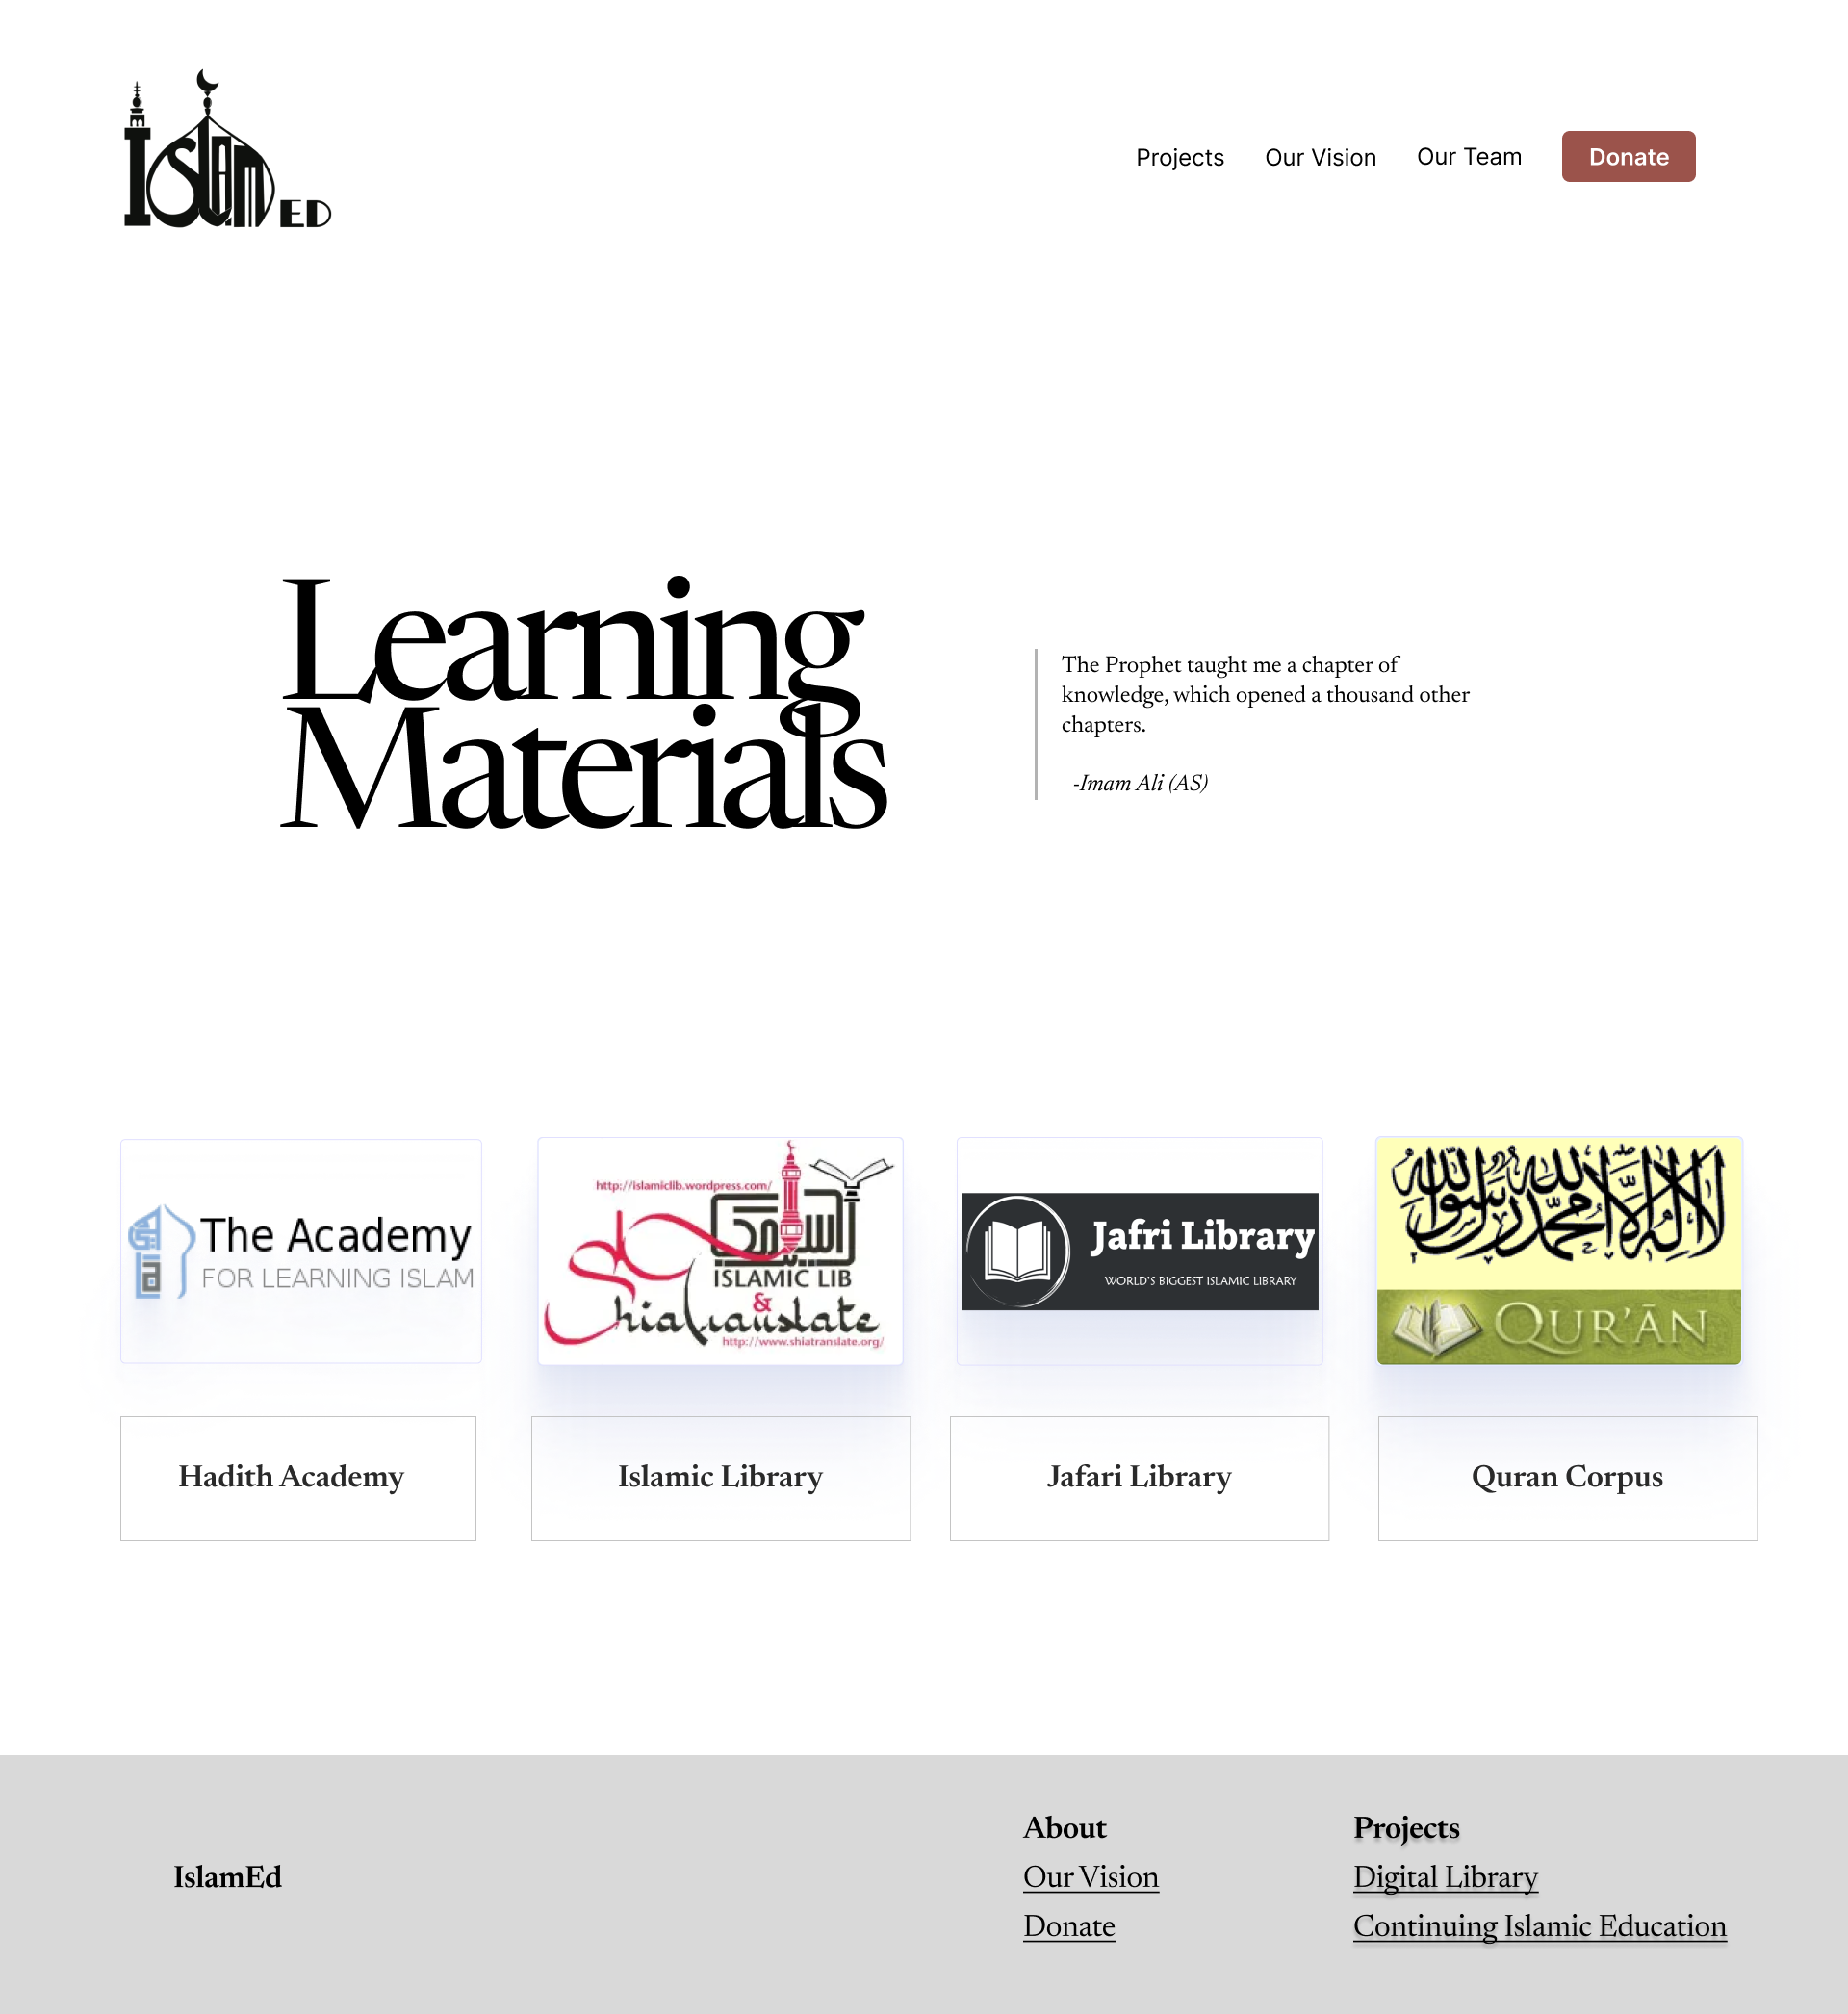 Islam ED
Projects Our Vision Our Team Donate
Learning
Materials
The Prophet taught me a chapter of
knowledge, which opened a thousand other
chapters.
-Imam Ali (AS)
The Academy
FOR LEARNING ISLAM
http://islamiclib.wordpress.com/
ISLAMIC LIB
&
ShiaTranslate
http://www.shiatranslate.org/
Jafri Library
WORLD'S BIGGEST ISLAMIC LIBRARY
لا إله إلا الله محمد رسول الله
QUR'ĀN
Hadith Academy
Islamic Library
Jafari Library
Quran Corpus
IslamEd
About
Our Vision
Donate
Projects
Digital Library
Continuing Islamic Education